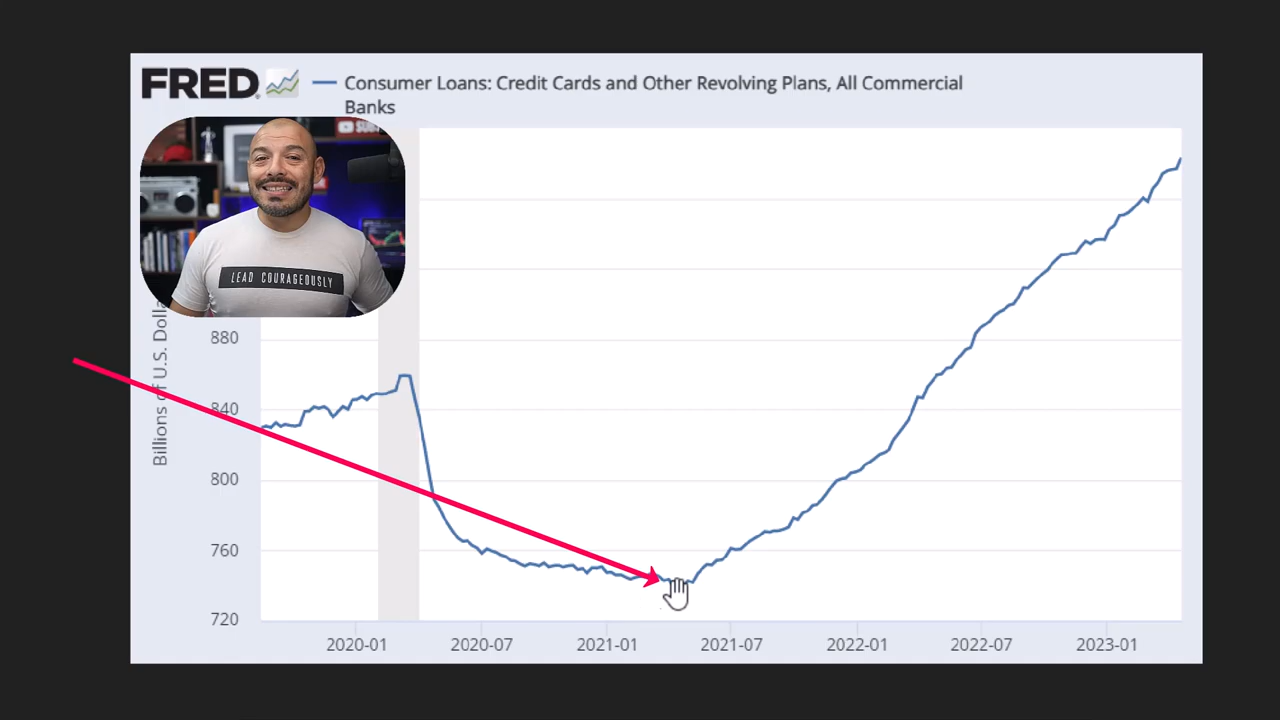 FRED
Consumer Loans: Credit Cards and Other Revolving Plans, All Commercial
Banks
LEAD COURAGEOUSLY
Billions of U.S.
880
840
800
760
720
2020-01
2020-07
2021-01
2021-07
2022-01
2022-07
2023-01